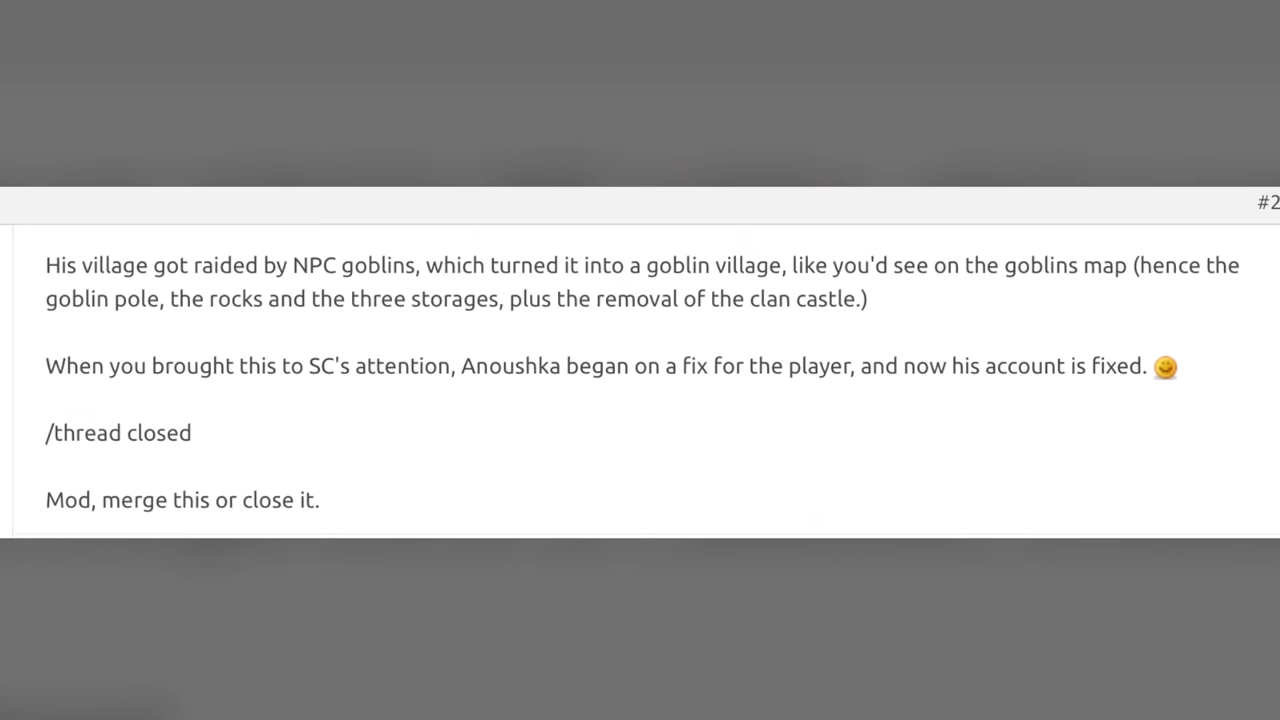 #2
His village got raided by NPC goblins, which turned it into a goblin village, like you'd see on the goblins map (hence the
goblin pole, the rocks and the three storages, plus the removal of the clan castle.)
When you brought this to SC's attention, Anoushka began on a fix for the player, and now his account is fixed.
/thread closed
Mod, merge this or close it.